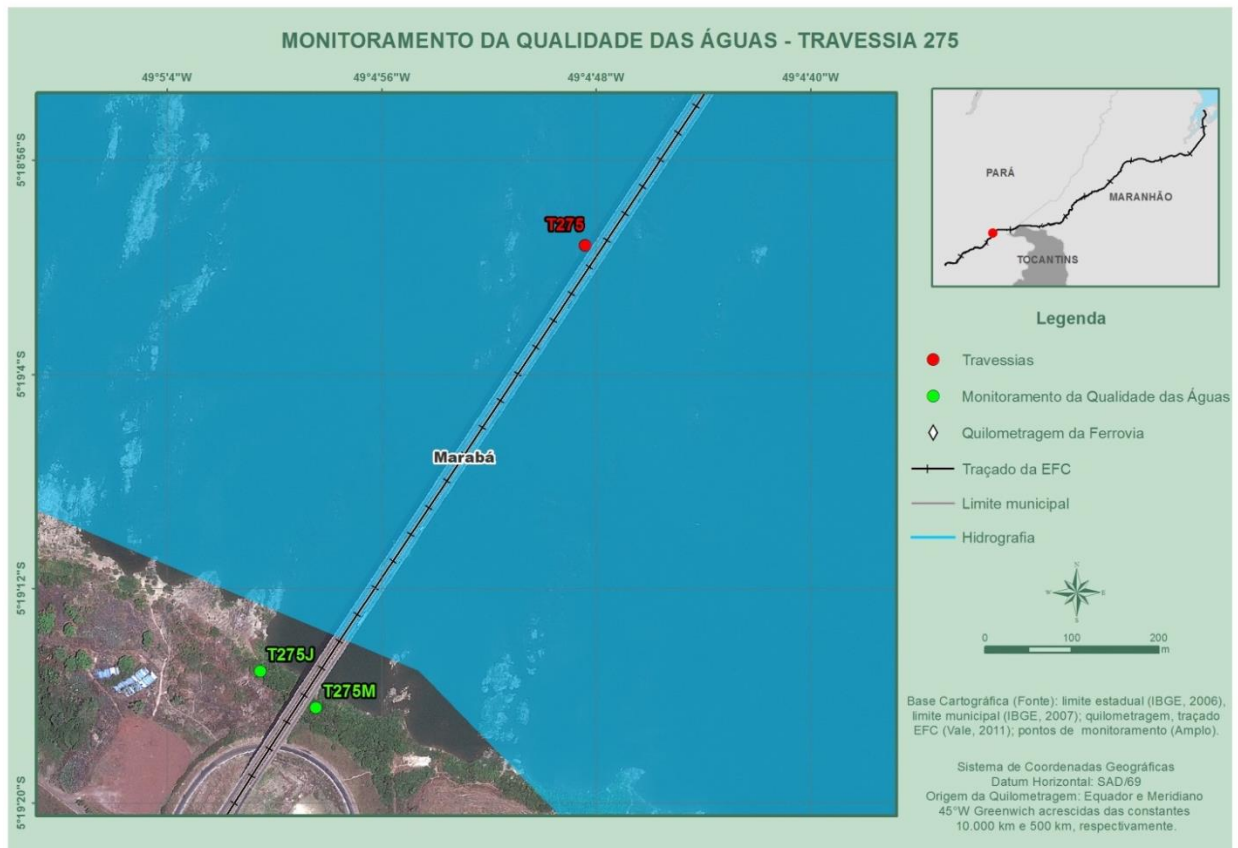 MONITORAMENTO DA QUALIDADE DAS ÁGUAS - TRAVESSIA 275
49°5'4"W
49°4'56"W
49°4'48"W
49°4'40"W
5°18'56"S
5°19'4"S
5°19'12"S
5°19'20"S
T275
Marabá
T275J
T275M
PARÁ
MARANHÃO
TOCANTINS
Legenda
Travessias
Monitoramento da Qualidade das Águas
Quilometragem da Ferrovia
Traçado da EFC
Limite municipal
Hidrografia
N
W
E
S
0 100 200
m
Base Cartográfica (Fonte): limite estadual (IBGE, 2006),
limite municipal (IBGE, 2007); quilometragem, traçado
EFC (Vale, 2011); pontos de monitoramento (Amplo).
Sistema de Coordenadas Geográficas
Datum Horizontal: SAD/69
Origem da Quilometragem: Equador e Meridiano
45°W Greenwich acrescidas das constantes
10.000 km e 500 km, respectivamente.